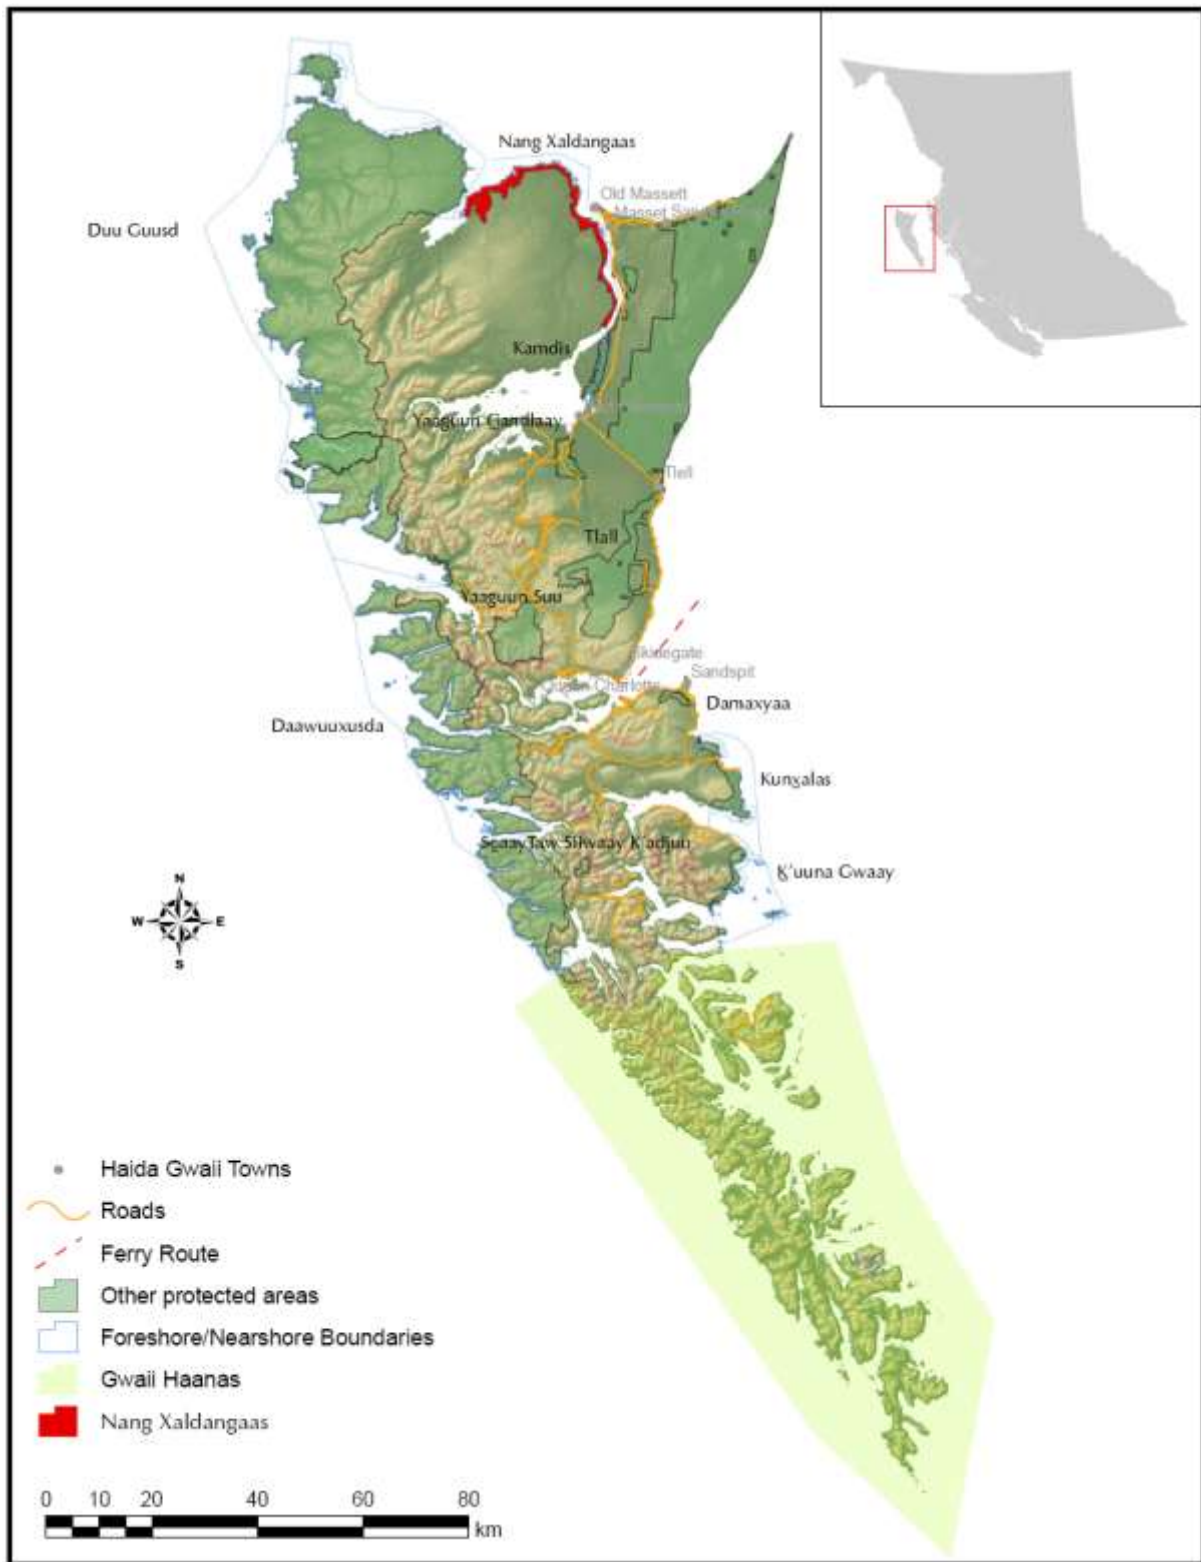 Nang Xaldangaas
Old Massett
Masset
Duu Guusd
Kamdis
Yaaguun Gandlaay
Tlell
Tlall
Yaaguun Suu
Skidegate
Sandspit
Queen Charlotte
Damaxyaa
Daawuuxusda
Kunxalas
SGaay Taw Siiwaay K'adjuu
K'uuna Gwaay
N
W
E
S
Haida Gwaii Towns
Roads
Ferry Route
Other protected areas
Foreshore/Nearshore Boundaries
Gwaii Haanas
Nang Xaldangaas
0 10 20 40 60 80
km